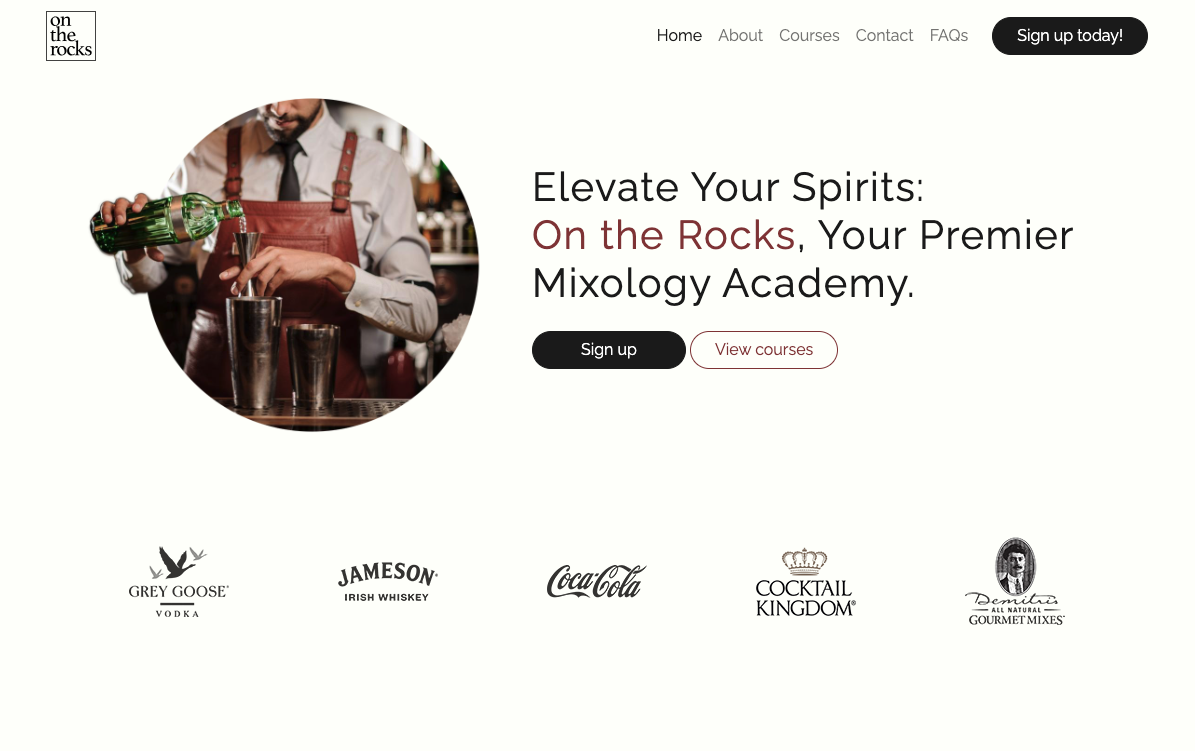 on
the
rocks
Home About Courses Contact FAQs Sign up today!
Elevate Your Spirits:
On the Rocks, Your Premier
Mixology Academy.
Sign up View courses
GREY GOOSE®
VODKA
JAMESON®
IRISH WHISKEY
Coca-Cola
COCKTAIL
KINGDOM®
Demitris
ALL NATURAL
GOURMET MIXES